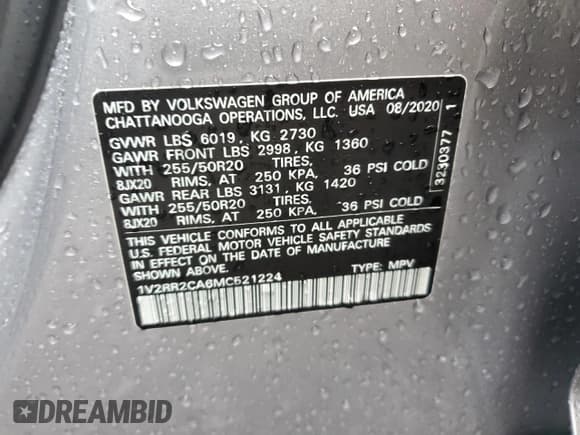 MFD BY VOLKSWAGEN GROUP OF AMERICA
CHATTANOOGA OPERATIONS, LLC. USA 08/2020
GVWR LBS 6019, KG 2730
GAWR FRONT LBS 2998, KG 1360
WITH 255/50R20 TIRES,
8JX20 RIMS, AT 250 KPA, 36 PSI COLD
GAWR REAR LBS 3131, KG 1420
WITH 255/50R20 TIRES,
8JX20 RIMS, AT 250 KPA, 36 PSI COLD
THIS VEHICLE CONFORMS TO ALL APPLICABLE
U.S. FEDERAL MOTOR VEHICLE SAFETY STANDARDS
IN EFFECT ON THE DATE OF MANUFACTURE
SHOWN ABOVE
1V2RR2CA6MC521224 TYPE: MPV
3230377 1
DREAMBID